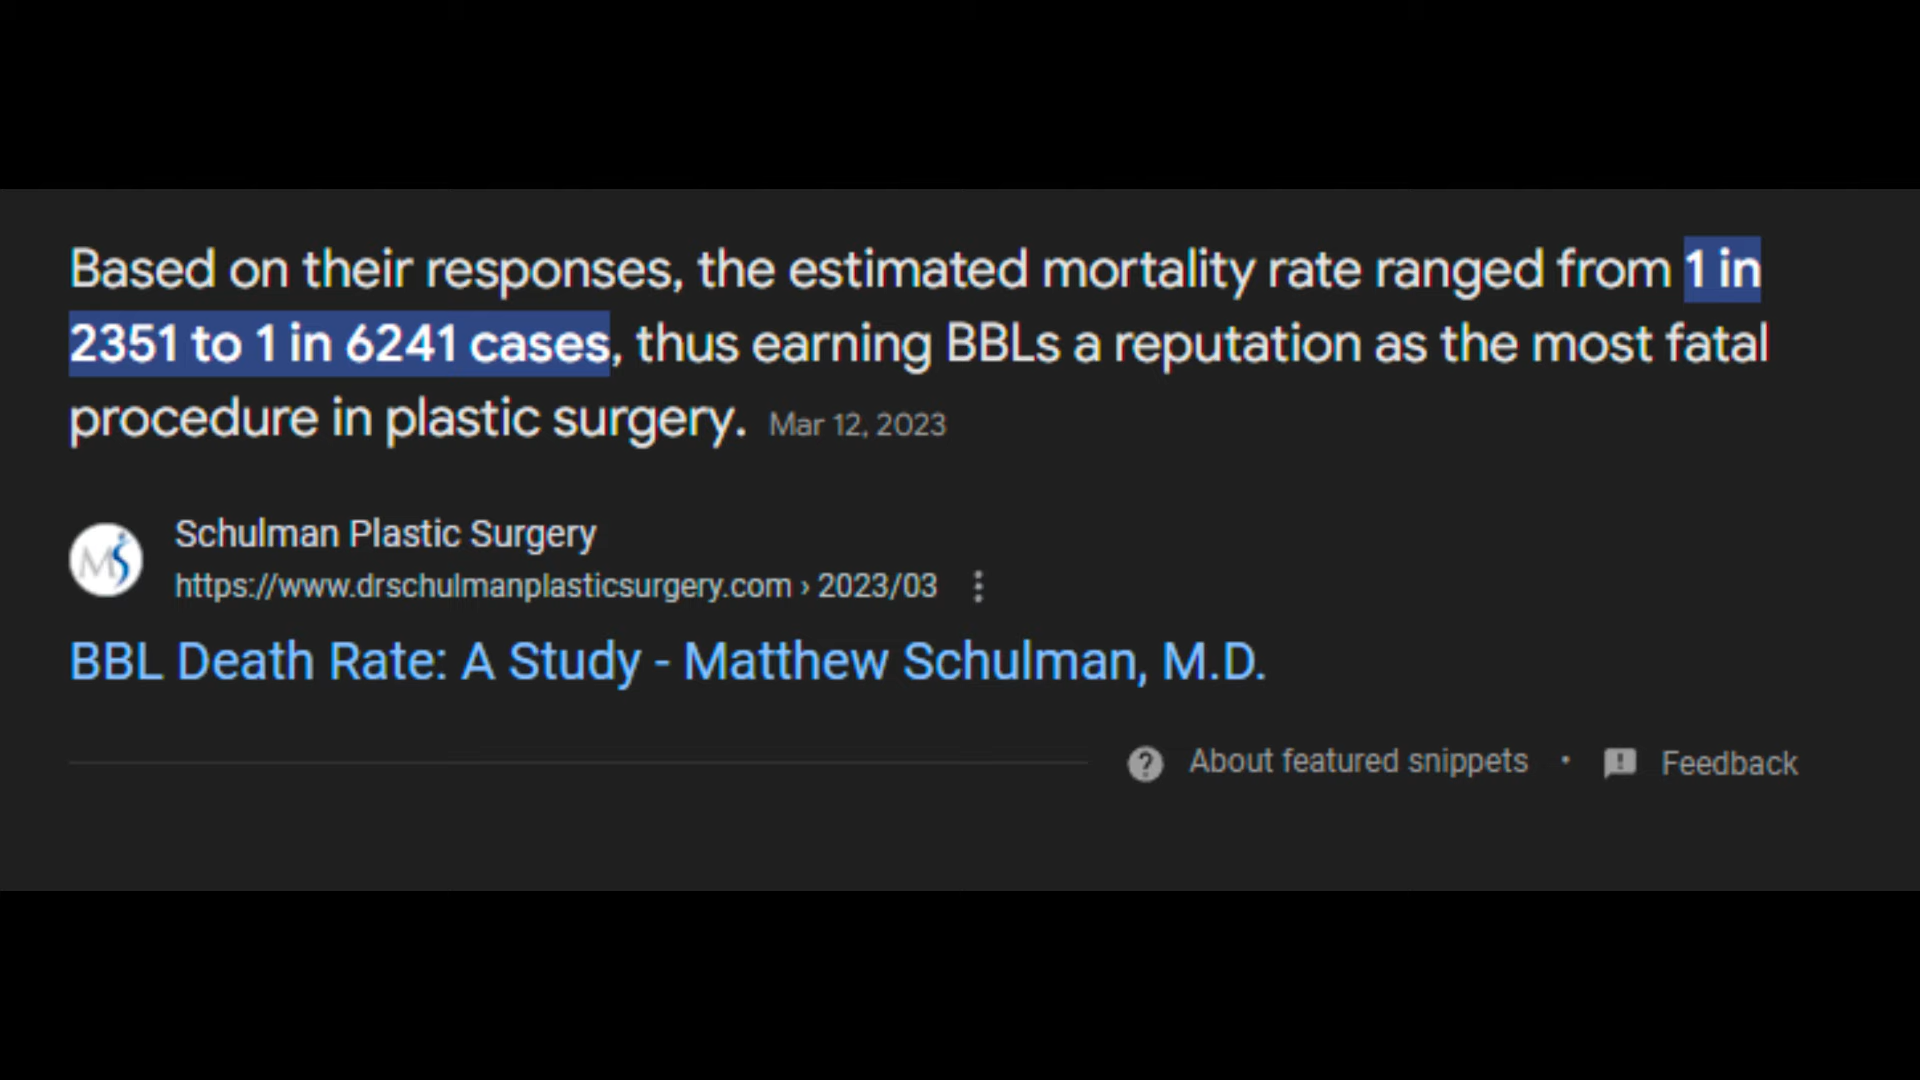 Based on their responses, the estimated mortality rate ranged from 1 in
2351 to 1 in 6241 cases, thus earning BBLs a reputation as the most fatal
procedure in plastic surgery. Mar 12, 2023
MS
Schulman Plastic Surgery
https://www.drschulmanplasticsurgery.com › 2023/03
BBL Death Rate: A Study - Matthew Schulman, M.D.
About featured snippets • Feedback